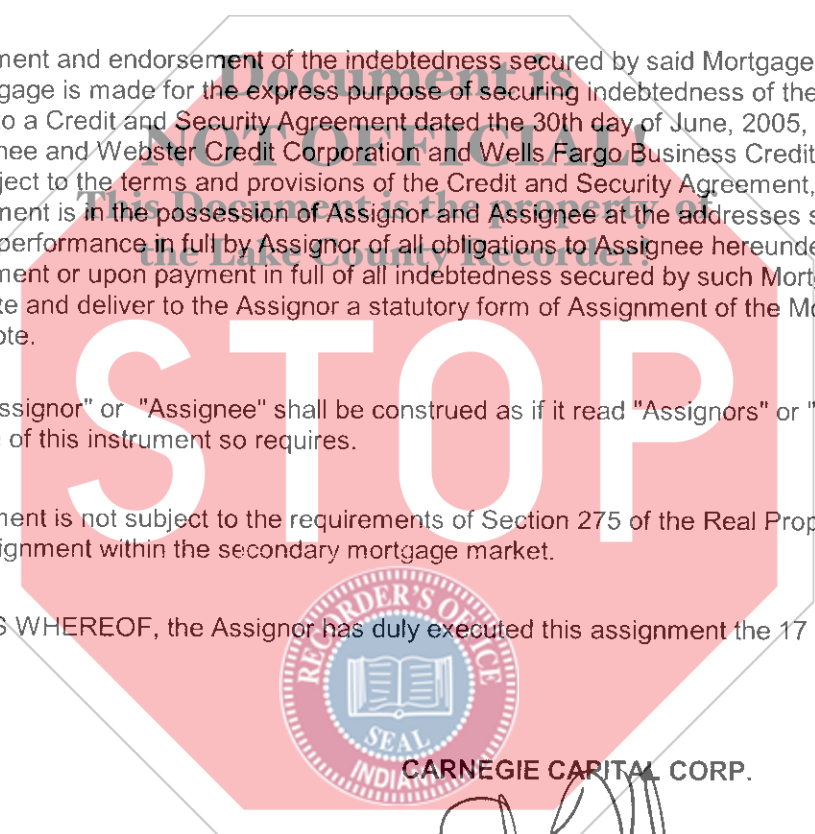 ment and endorsement of the indebtedness secured by said Mortgage
Document is
gage is made for the express purpose of securing indebtedness of the
o a Credit and Security Agreement dated the 30th day of June, 2005,
NOT OFFICIAL!
nee and Webster Credit Corporation and Wells Fargo Business Credit
ject to the terms and provisions of the Credit and Security Agreement,
This Document is the property of
ment is in the possession of Assignor and Assignee at the addresses s
performance in full by Assignor of all obligations to Assignee hereunde
the Lake County Recorder!
ment or upon payment in full of all indebtedness secured by such Mort
te and deliver to the Assignor a statutory form of Assignment of the Mo
ote.
STOP
ssignor" or "Assignee" shall be construed as if it read "Assignors" or "
of this instrument so requires.
ment is not subject to the requirements of Section 275 of the Real Prop
ignment within the secondary mortgage market.
RECORDER'S OFFICE
S WHEREOF, the Assignor has duly executed this assignment the 17
SEAL
INDIANA
CARNEGIE CAPITAL CORP.